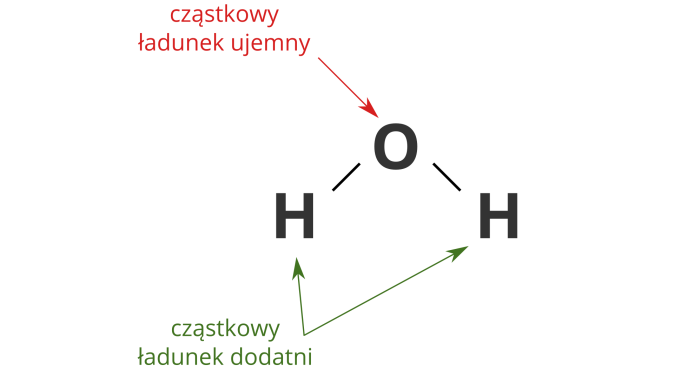 cząstkowy
ładunek ujemny
O
H H
cząstkowy
ładunek dodatni